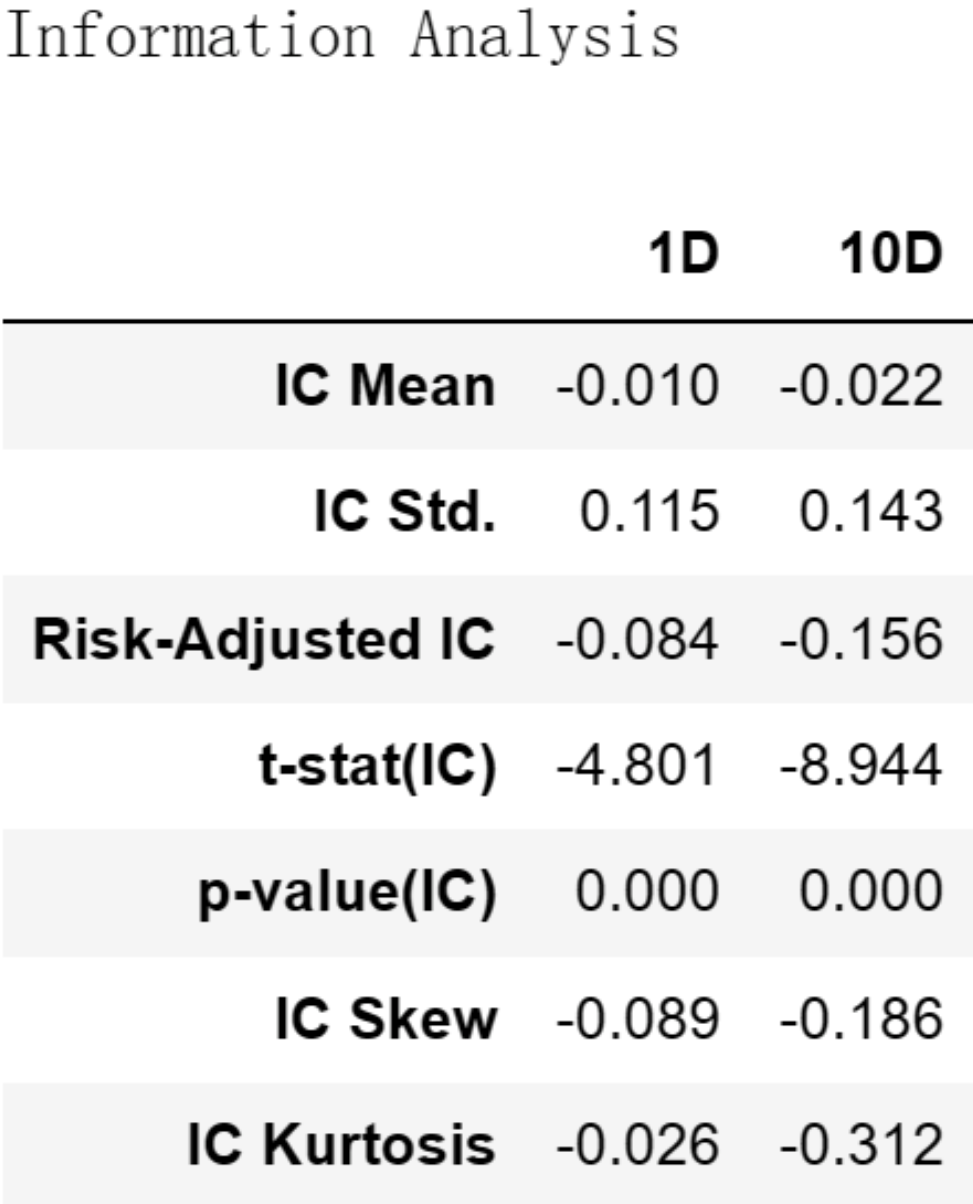 Information Analysis
1D 10D
IC Mean -0.010 -0.022
IC Std. 0.115 0.143
Risk-Adjusted IC -0.084 -0.156
t-stat(IC) -4.801 -8.944
p-value(IC) 0.000 0.000
IC Skew -0.089 -0.186
IC Kurtosis -0.026 -0.312